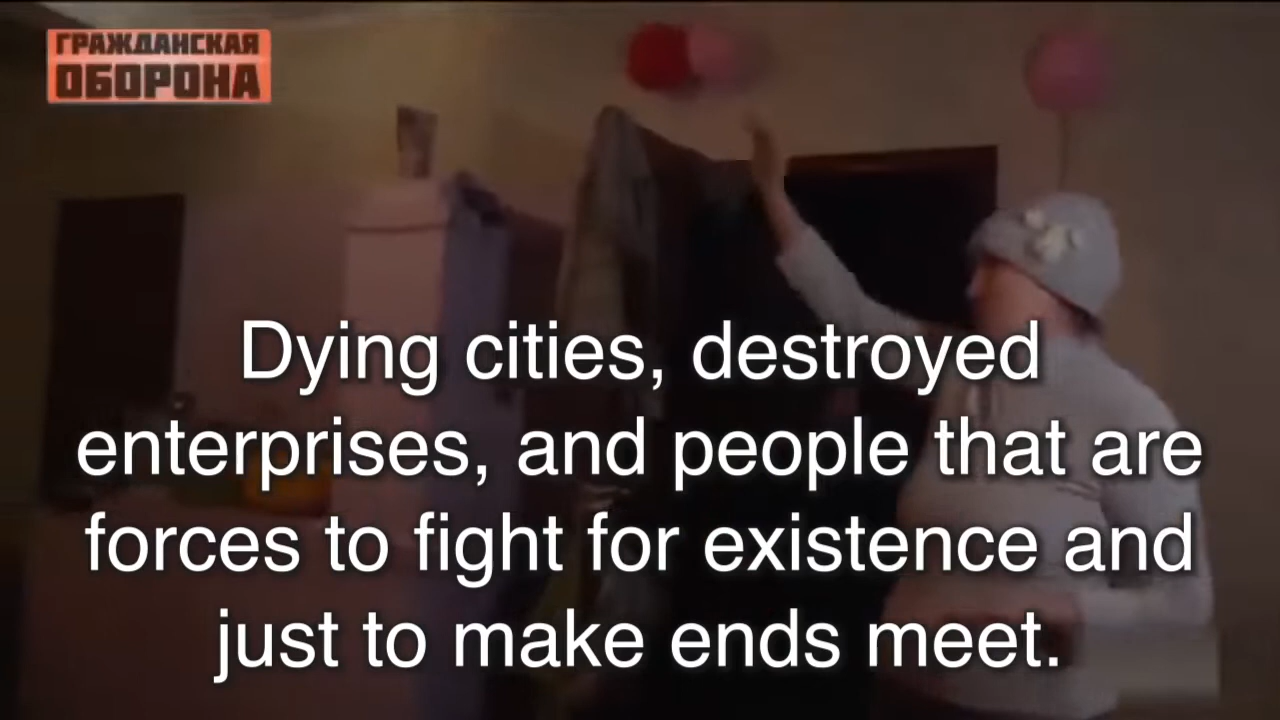 ГРАЖДАНСКАЯ
ОБОРОНА
Dying cities, destroyed
enterprises, and people that are
forces to fight for existence and
just to make ends meet.